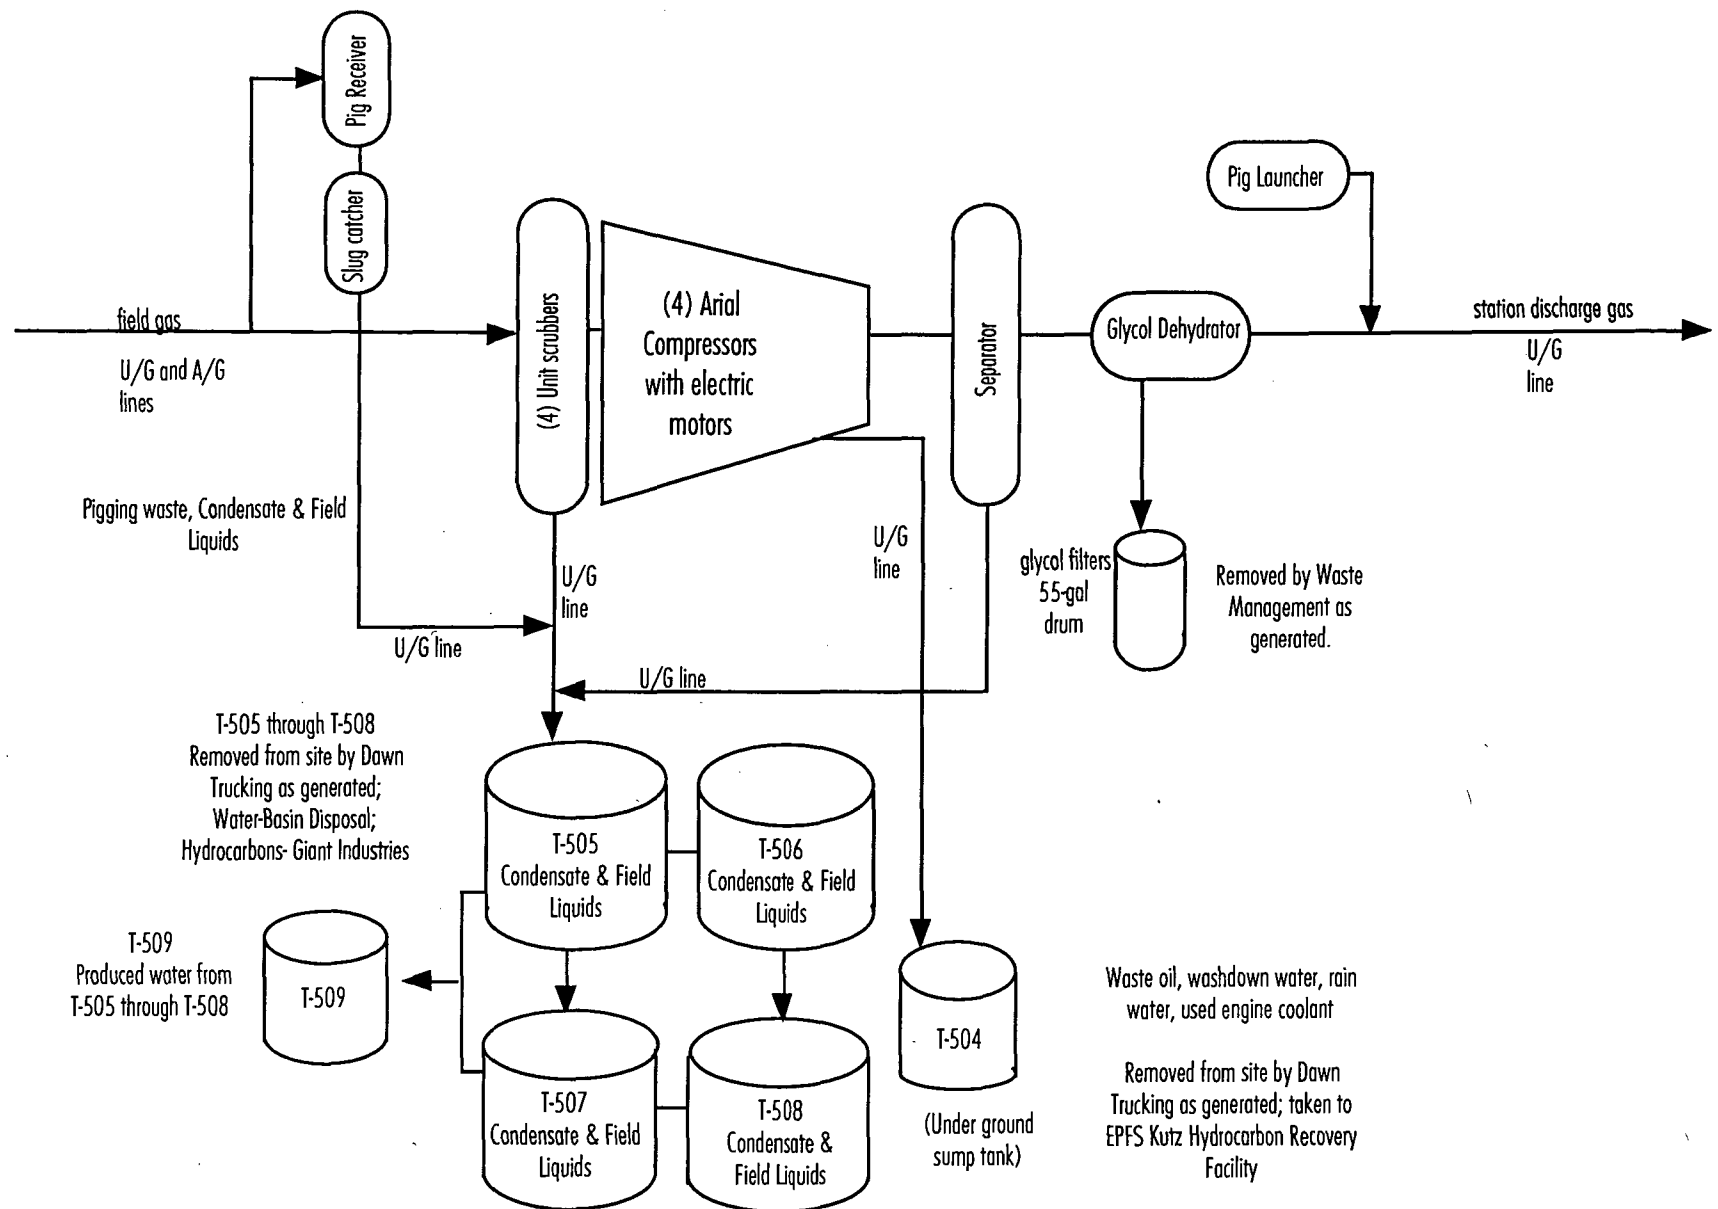 Pig Receiver
Slug catcher
field gas
U/G and A/G
lines
(4) Unit scrubbers
(4) Arial
Compressors
with electric
motors
Separator
Glycol Dehydrator
Pig Launcher
station discharge gas
U/G
line
Pigging waste, Condensate & Field
Liquids
U/G line
U/G
line
U/G
line
U/G line
glycol filters
55-gal
drum
Removed by Waste
Management as
generated.
T-505 through T-508
Removed from site by Dawn
Trucking as generated;
Water-Basin Disposal;
Hydrocarbons- Giant Industries
T-505
Condensate & Field
Liquids
T-506
Condensate & Field
Liquids
T-509
Produced water from
T-505 through T-508
T-509
T-507
Condensate & Field
Liquids
T-508
Condensate &
Field Liquids
T-504
(Under ground
sump tank)
Waste oil, washdown water, rain
water, used engine coolant
Removed from site by Dawn
Trucking as generated; taken to
EPFS Kutz Hydrocarbon Recovery
Facility